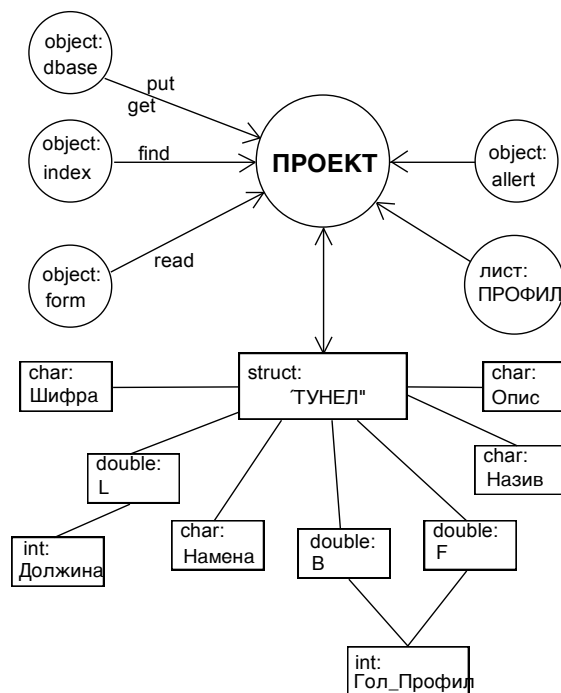 object:
dbase
put
get
object:
index
find
ПРОЕКТ
object:
allert
object:
form
read
лист:
ПРОФИЛ
char:
Шифра
struct:
"ТУНЕЛ"
char:
Опис
double:
L
char:
Назив
int:
Должина
char:
Намена
double:
B
double:
F
int:
Гол_Профил